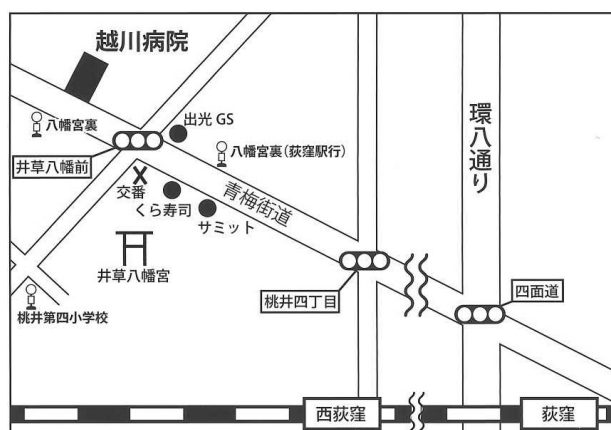 越川病院
八幡宮裏
出光 GS
井草八幡前
八幡宮裏（荻窪駅行）
交番
くら寿司
サミット
青梅街道
環八通り
井草八幡宮
桃井第四小学校
桃井四丁目
四面道
西荻窪
荻窪